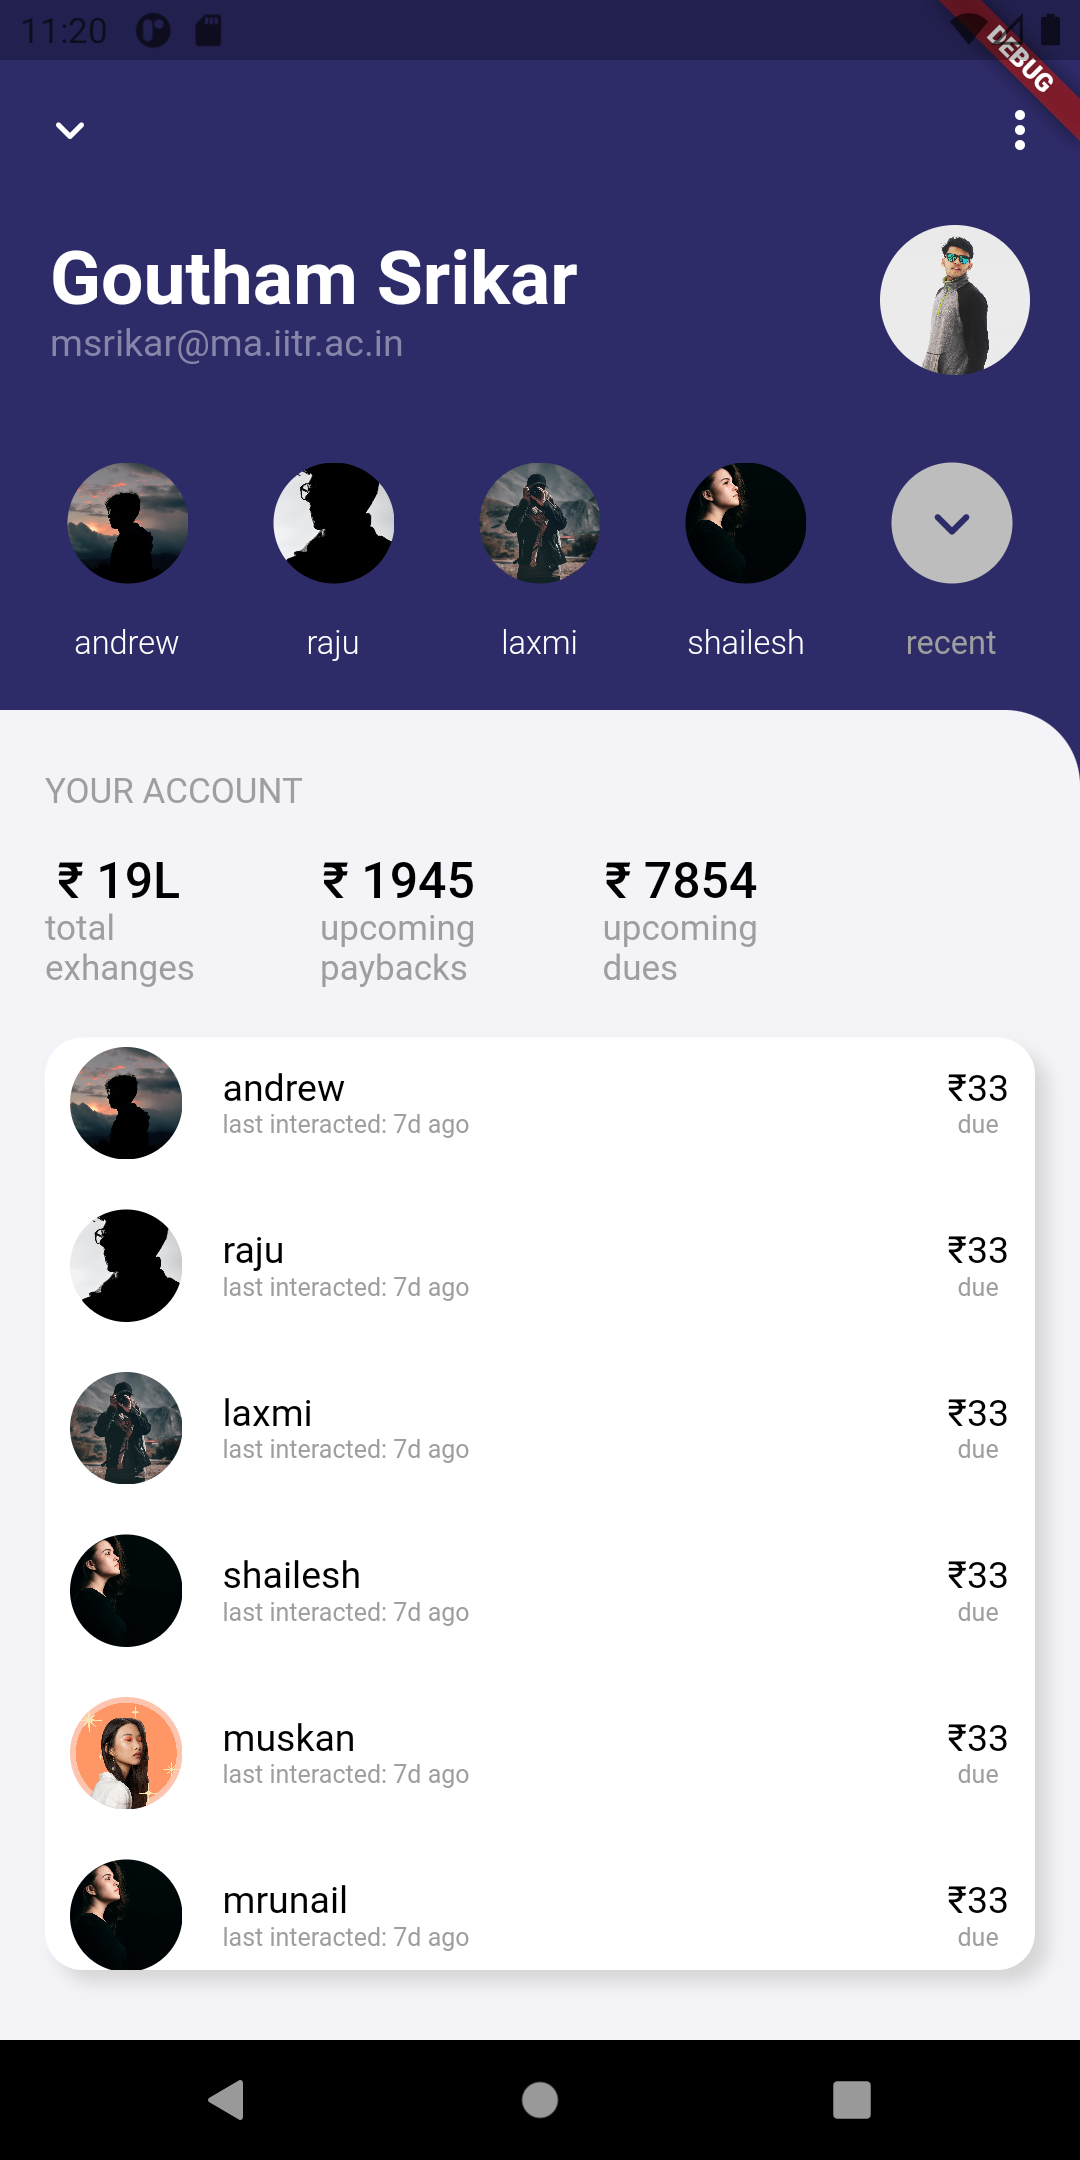 11:20
DEBUG
Goutham Srikar
msrikar@ma.iitr.ac.in
andrew raju laxmi shailesh recent
YOUR ACCOUNT
₹ 19L ₹ 1945 ₹ 7854
total upcoming upcoming
exhanges paybacks dues
andrew ₹33
last interacted: 7d ago due
raju ₹33
last interacted: 7d ago due
laxmi ₹33
last interacted: 7d ago due
shailesh ₹33
last interacted: 7d ago due
muskan ₹33
last interacted: 7d ago due
mrunail ₹33
last interacted: 7d ago due